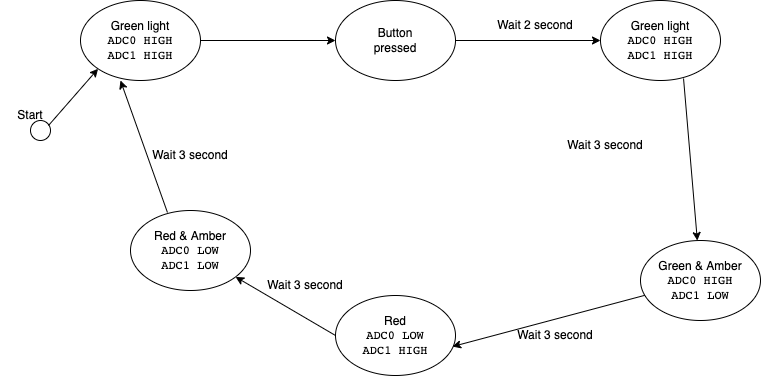 Green light
ADC0 HIGH
ADC1 HIGH
Button
pressed
Wait 2 second
Green light
ADC0 HIGH
ADC1 HIGH
Start
Wait 3 second
Wait 3 second
Red & Amber
ADC0 LOW
ADC1 LOW
Green & Amber
ADC0 HIGH
ADC1 LOW
Wait 3 second
Red
ADC0 LOW
ADC1 HIGH
Wait 3 second